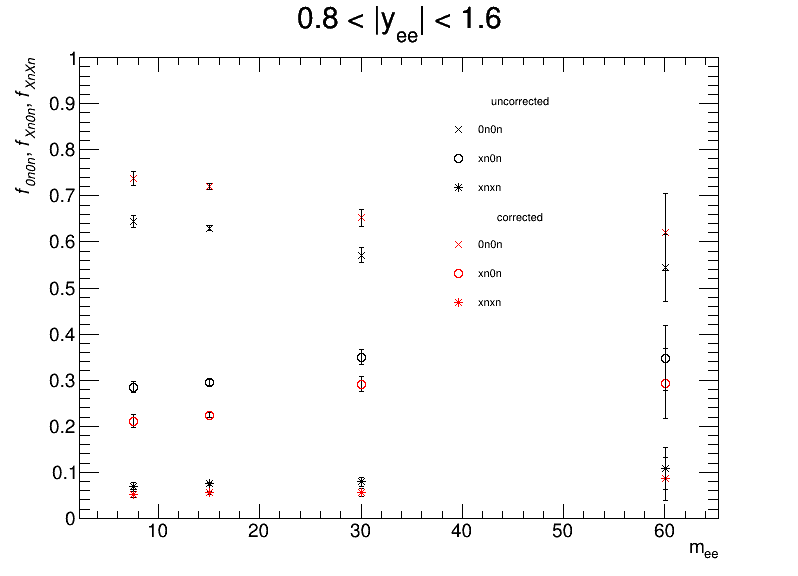 0.8 < |y_ee| < 1.6
f_0n0n, f_Xn0n, f_XnXn
1
0.9
0.8
0.7
0.6
0.5
0.4
0.3
0.2
0.1
0
uncorrected
0n0n
xn0n
xnxn
corrected
0n0n
xn0n
xnxn
10 20 30 40 50 60
m_ee